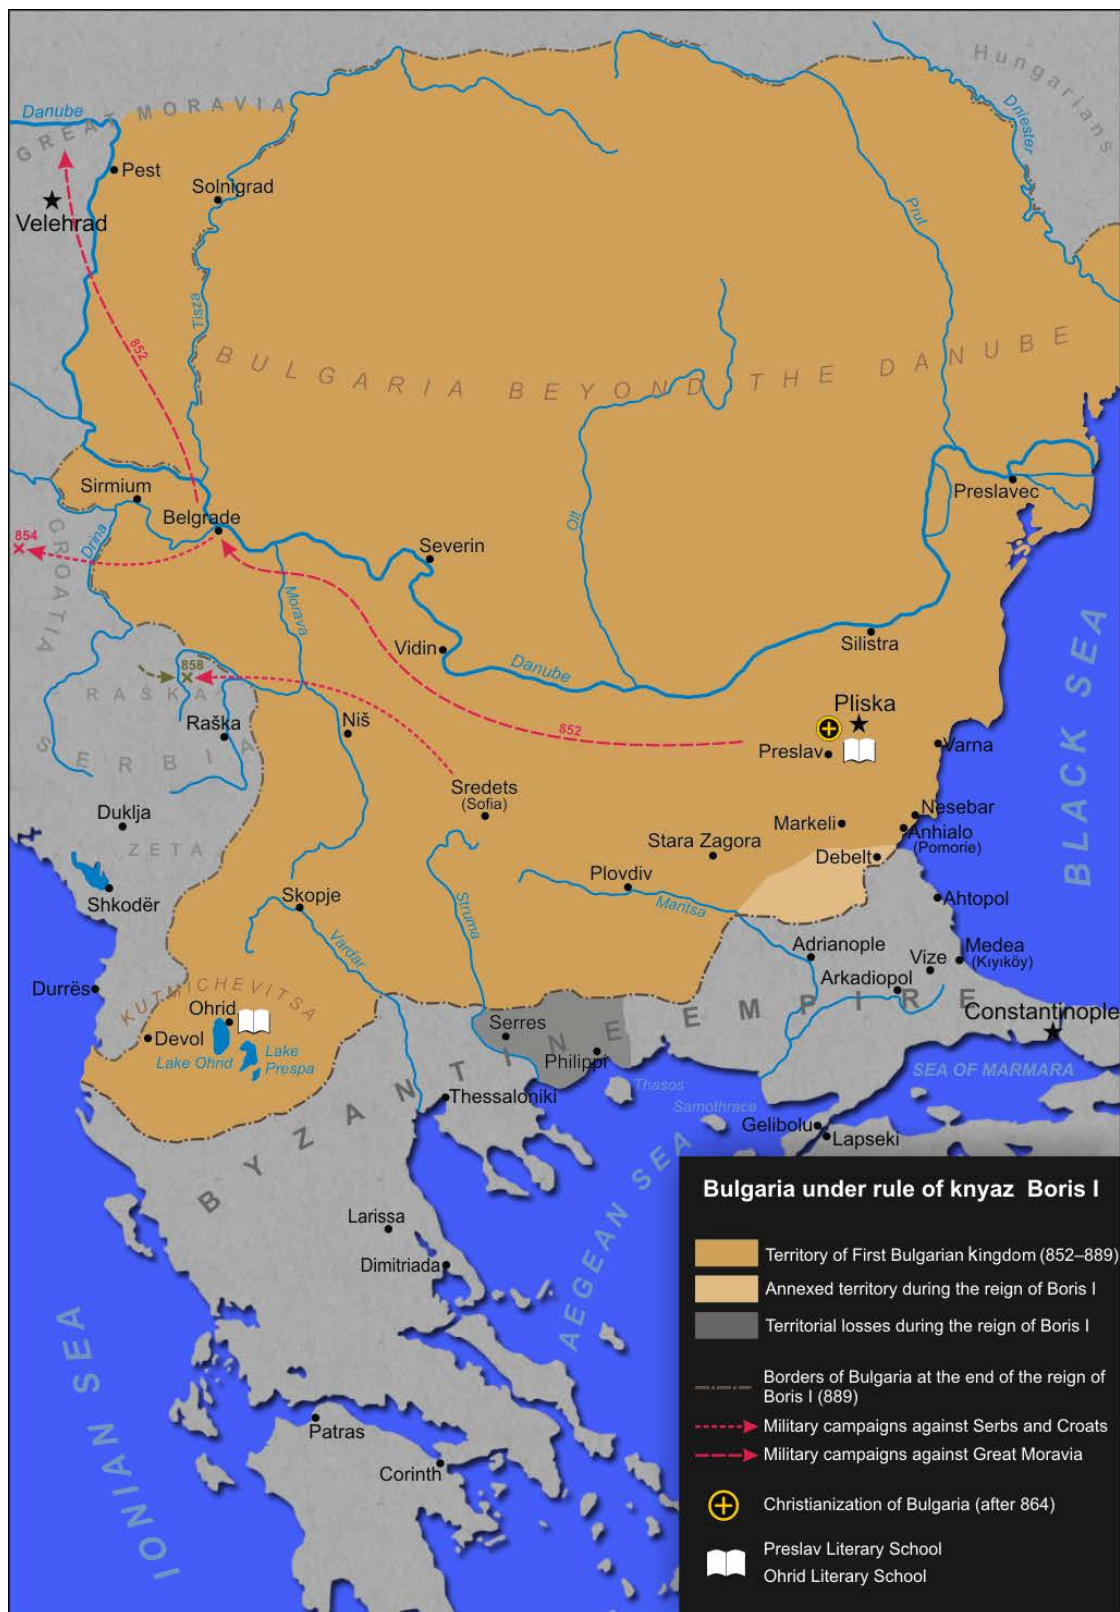 Hungarians
Danube
GREAT MORAVIA
Dniester
Pest
Solnigrad
Velehrad
Prut
Tisza
852
BULGARIA BEYOND THE DANUBE
Sirmium
Preslavec
Belgrade
854
Drina
Olt
CROATIA
Severin
Morava
Silistra
Vidin
Danube
858
RAŠKA
BLACK SEA
Pliska
Raška
Niš
852
Preslav
Varna
SERBIA
Sredets
(Sofia)
Nesebar
Duklja
Markeli
Anhialo
(Pomorie)
ZETA
Stara Zagora
Debelt
Plovdiv
Shkodër
Skopje
Struma
Maritsa
Ahtopol
Vardar
Adrianople
Medea
(Kıyıköy)
Vize
Arkadiopol
Durrës
KUTMICHEVITSA
Ohrid
BYZANTINE EMPIRE
Constantinople
Serres
Devol
Lake Ohrid
Lake
Prespa
Philippi
SEA OF MARMARA
Thasos
Thessaloniki
Samothrace
Gelibolu
Lapseki
AEGEAN SEA
Larissa
Dimitriada
IONIAN SEA
Patras
Corinth
Bulgaria under rule of knyaz Boris I
Territory of First Bulgarian kingdom (852–889)
Annexed territory during the reign of Boris I
Territorial losses during the reign of Boris I
Borders of Bulgaria at the end of the reign of
Boris I (889)
Military campaigns against Serbs and Croats
Military campaigns against Great Moravia
Christianization of Bulgaria (after 864)
Preslav Literary School
Ohrid Literary School